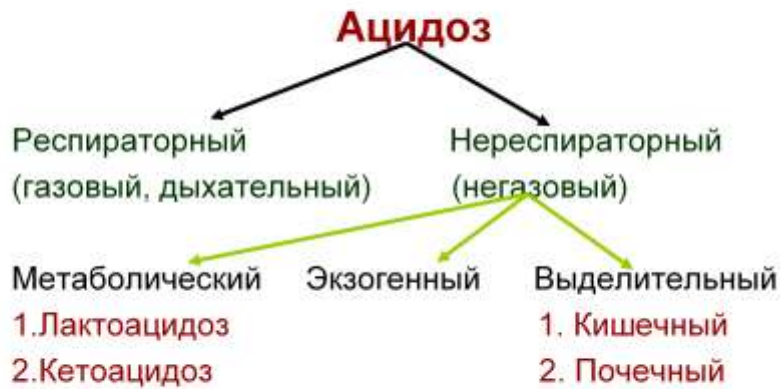 Ацидоз
Респираторный
(газовый, дыхательный)
Нереспираторный
(негазовый)
Метаболический
1.Лактоацидоз
2.Кетоацидоз
Экзогенный
Выделительный
1. Кишечный
2. Почечный